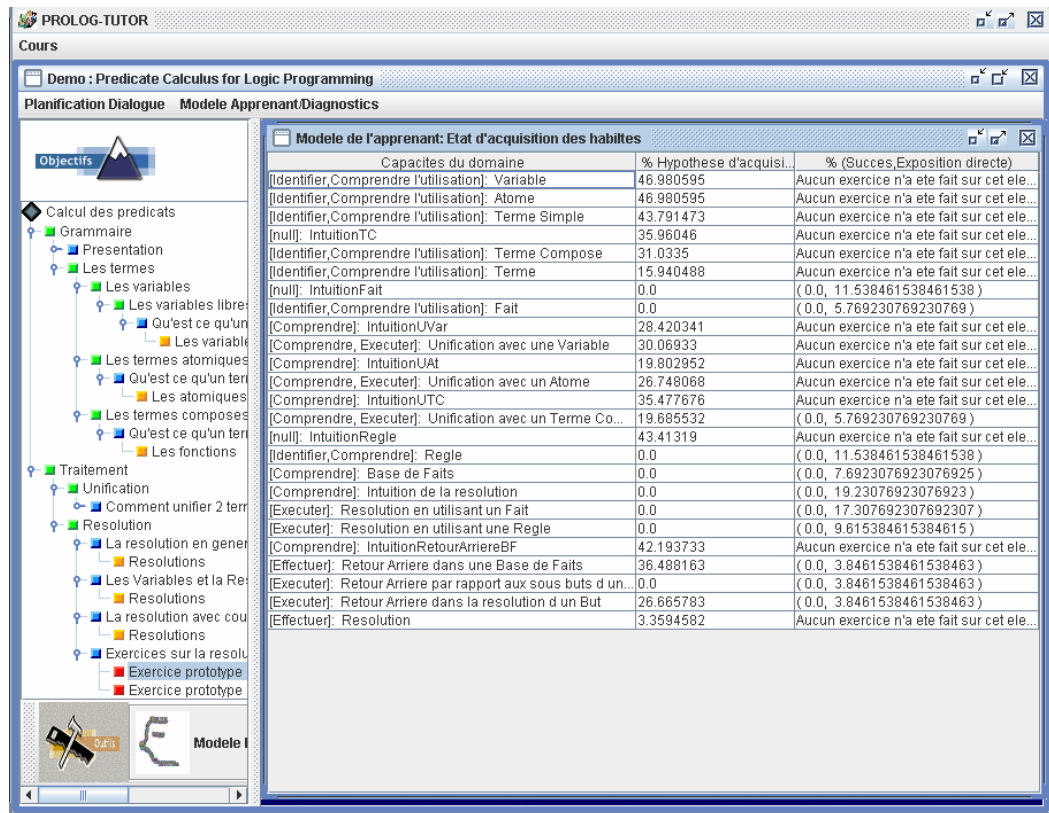 PROLOG-TUTOR
Cours
Demo : Predicate Calculus for Logic Programming
Planification Dialogue Modele Apprenant/Diagnostics
Objectifs
Calcul des predicats
Grammaire
Presentation
Les termes
Les variables
Les variables libre
Qu'est ce qu'un
Les variable
Les termes atomiques
Qu'est ce qu'un ter
Les atomiques
Les termes composes
Qu'est ce qu'un ter
Les fonctions
Traitement
Unification
Comment unifier 2 terr
Resolution
La resolution en gener
Resolutions
Les Variables et la Re
Resolutions
La resolution avec cou
Resolutions
Exercices sur la resolu
Exercice prototype
Exercice prototype
Outils
Modele
Modele de l'apprenant: Etat d'acquisition des habiltes
Capacites du domaine % Hypothese d'acquisi... % (Succes,Exposition directe)
[Identifier,Comprendre l'utilisation]: Variable 46.980595 Aucun exercice n'a ete fait sur cet ele...
[Identifier,Comprendre l'utilisation]: Atome 46.980595 Aucun exercice n'a ete fait sur cet ele...
[Identifier,Comprendre l'utilisation]: Terme Simple 43.791473 Aucun exercice n'a ete fait sur cet ele...
[null]: IntuitionTC 35.96046 Aucun exercice n'a ete fait sur cet ele...
[Identifier,Comprendre l'utilisation]: Terme Compose 31.0335 Aucun exercice n'a ete fait sur cet ele...
[Identifier,Comprendre l'utilisation]: Terme 15.940488 Aucun exercice n'a ete fait sur cet ele...
[null]: IntuitionFait 0.0 ( 0.0, 11.538461538461538 )
[Identifier,Comprendre l'utilisation]: Fait 0.0 ( 0.0, 5.769230769230769 )
[Comprendre]: IntuitionUVar 28.420341 Aucun exercice n'a ete fait sur cet ele...
[Comprendre, Executer]: Unification avec une Variable 30.06933 Aucun exercice n'a ete fait sur cet ele...
[Comprendre]: IntuitionUAt 19.802952 Aucun exercice n'a ete fait sur cet ele...
[Comprendre, Executer]: Unification avec un Atome 26.748068 Aucun exercice n'a ete fait sur cet ele...
[Comprendre]: IntuitionUTC 35.477676 Aucun exercice n'a ete fait sur cet ele...
[Comprendre, Executer]: Unification avec un Terme Co... 19.685532 ( 0.0, 5.769230769230769 )
[null]: IntuitionRegle 43.41319 Aucun exercice n'a ete fait sur cet ele...
[Identifier,Comprendre]: Regle 0.0 ( 0.0, 11.538461538461538 )
[Comprendre]: Base de Faits 0.0 ( 0.0, 7.6923076923076925 )
[Comprendre]: Intuition de la resolution 0.0 ( 0.0, 19.23076923076923 )
[Executer]: Resolution en utilisant un Fait 0.0 ( 0.0, 17.307692307692307 )
[Executer]: Resolution en utilisant une Regle 0.0 ( 0.0, 9.615384615384615 )
[Comprendre]: IntuitionRetourArriereBF 42.193733 Aucun exercice n'a ete fait sur cet ele...
[Effectuer]: Retour Arriere dans une Base de Faits 36.488163 ( 0.0, 3.8461538461538463 )
[Executer]: Retour Arriere par rapport aux sous buts d un... 0.0 ( 0.0, 3.8461538461538463 )
[Executer]: Retour Arriere dans la resolution d un But 26.665783 ( 0.0, 3.8461538461538463 )
[Effectuer]: Resolution 3.3594582 Aucun exercice n'a ete fait sur cet ele...